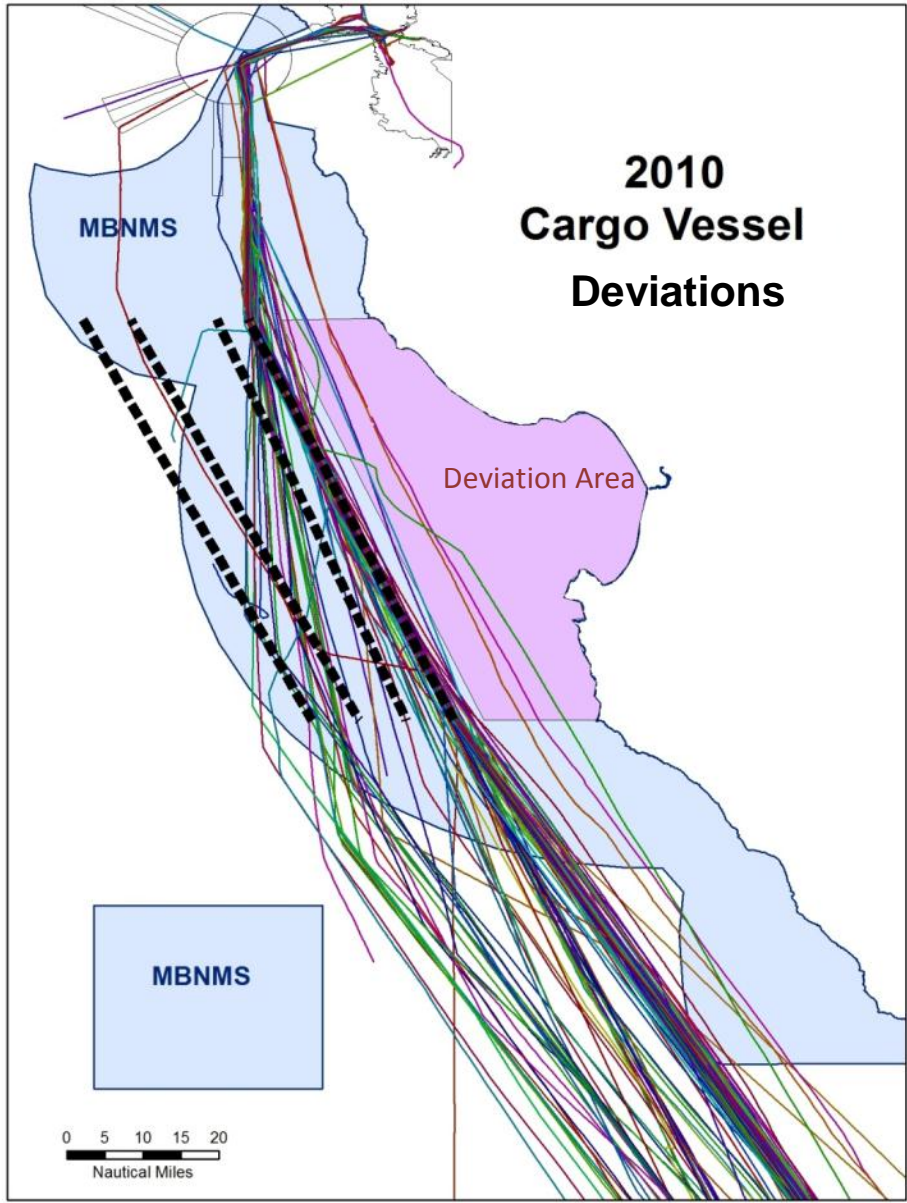 2010
Cargo Vessel
Deviations
MBNMS
Deviation Area
MBNMS
0 5 10 15 20
Nautical Miles